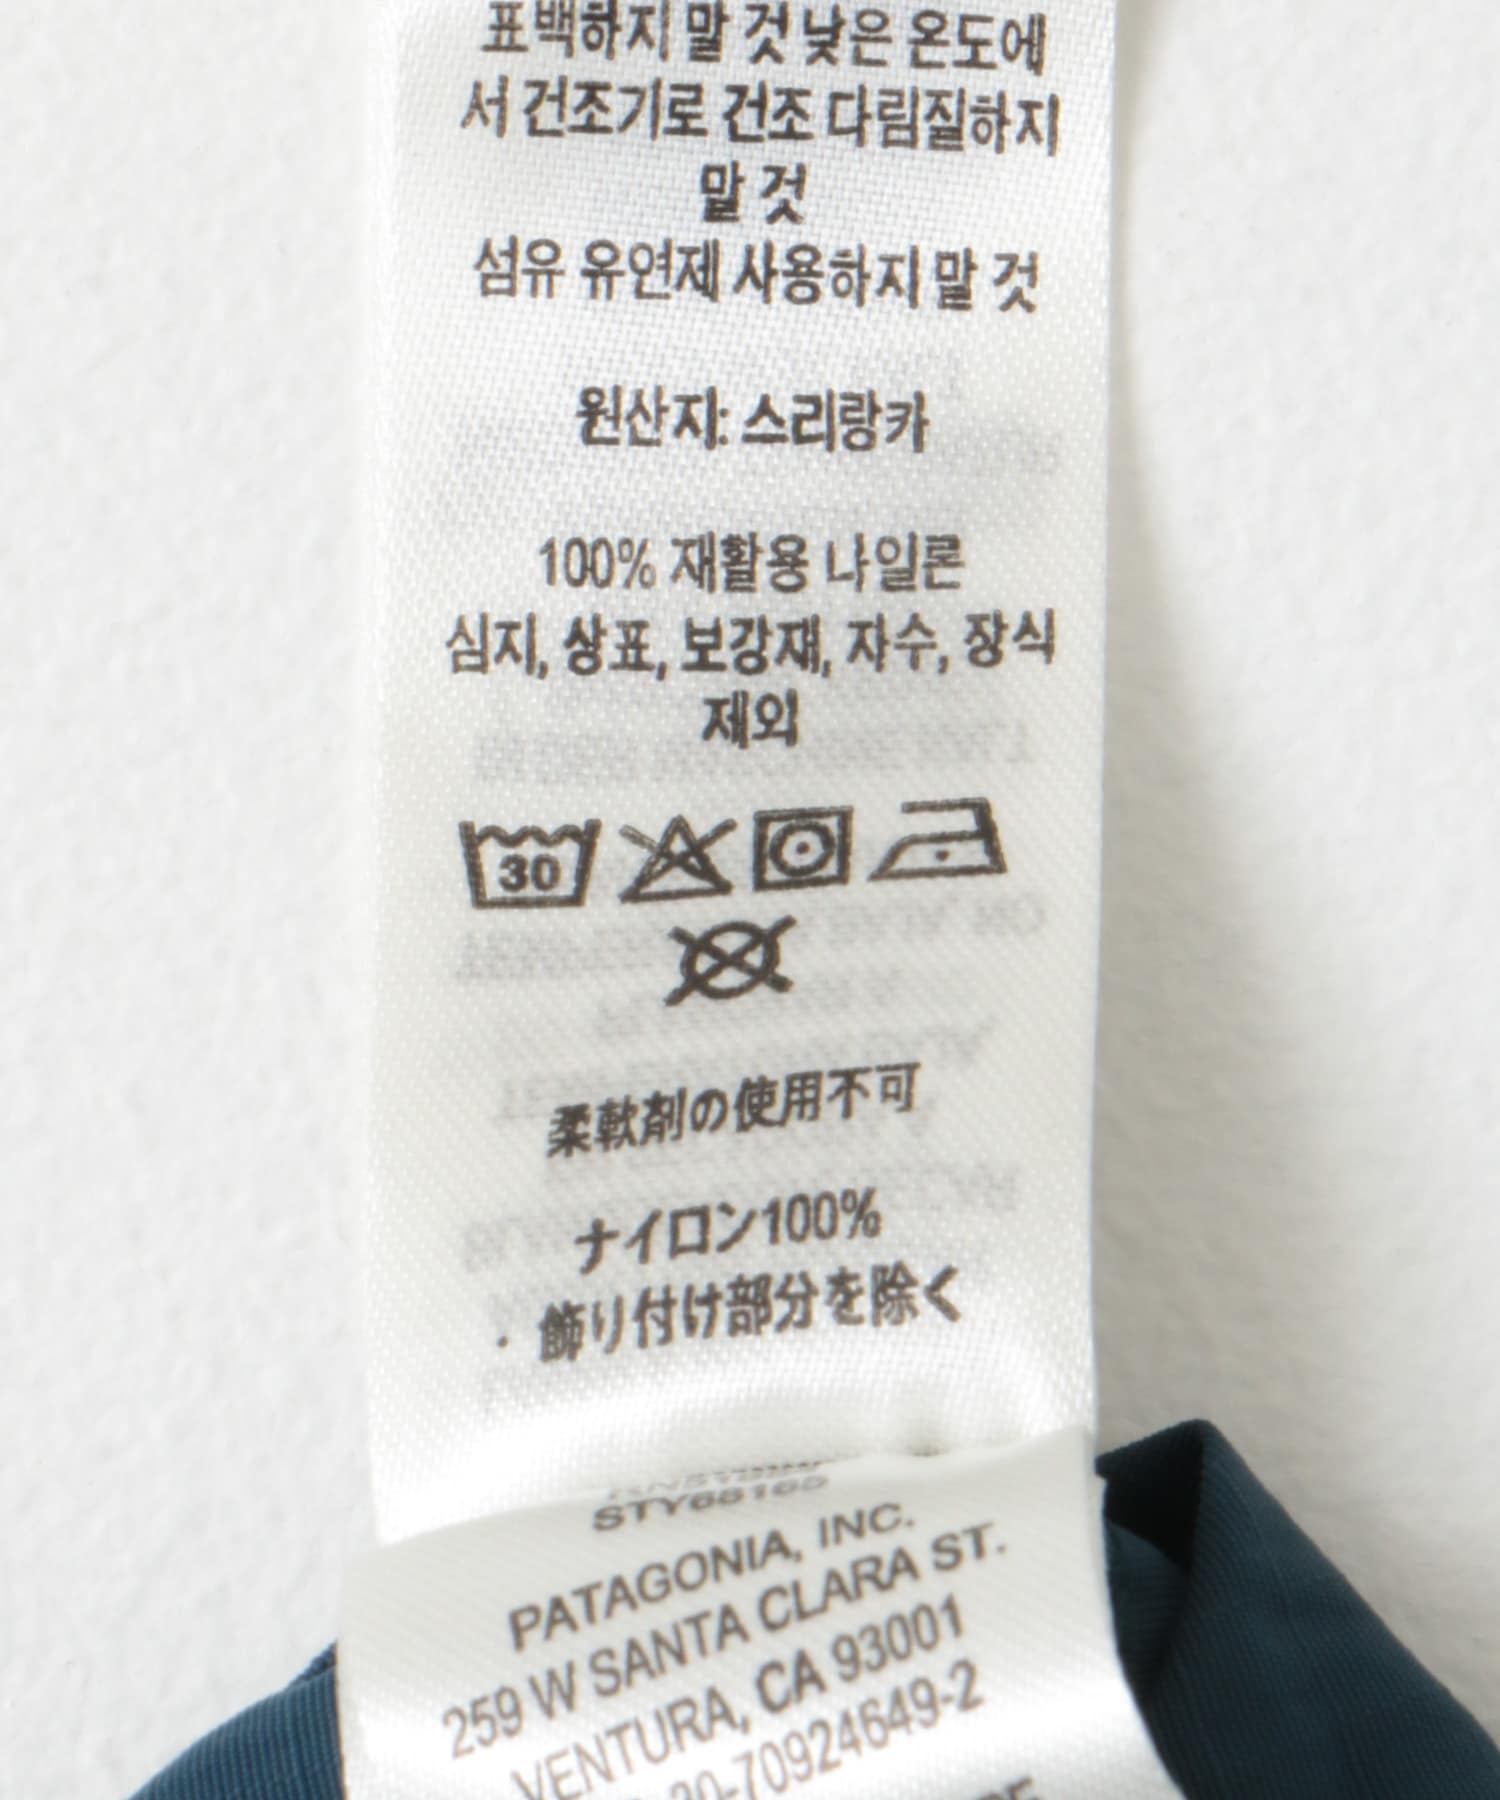 표백하지 말 것 낮은 온도에
서 건조기로 건조 다림질하지
말 것
섬유 유연제 사용하지 말 것
원산지: 스리랑카
100% 재활용 나일론
심지, 상표, 보강재, 자수, 장식
제외
30
柔軟剤の使用不可
ナイロン100%
・飾り付け部分を除く
PATAGONIA, INC.
259 W SANTA CLARA ST.
VENTURA, CA 93001
30-70924649-2